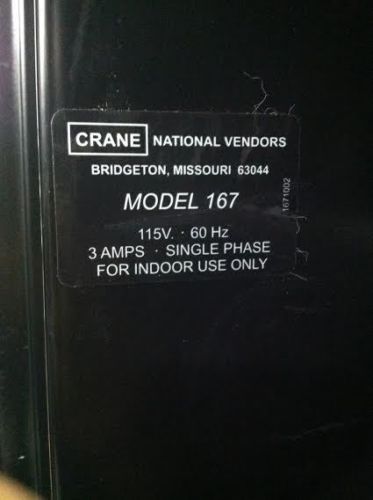 CRANE NATIONAL VENDORS
BRIDGETON, MISSOURI 63044
MODEL 167
115V. · 60 Hz
3 AMPS · SINGLE PHASE
FOR INDOOR USE ONLY
1671002